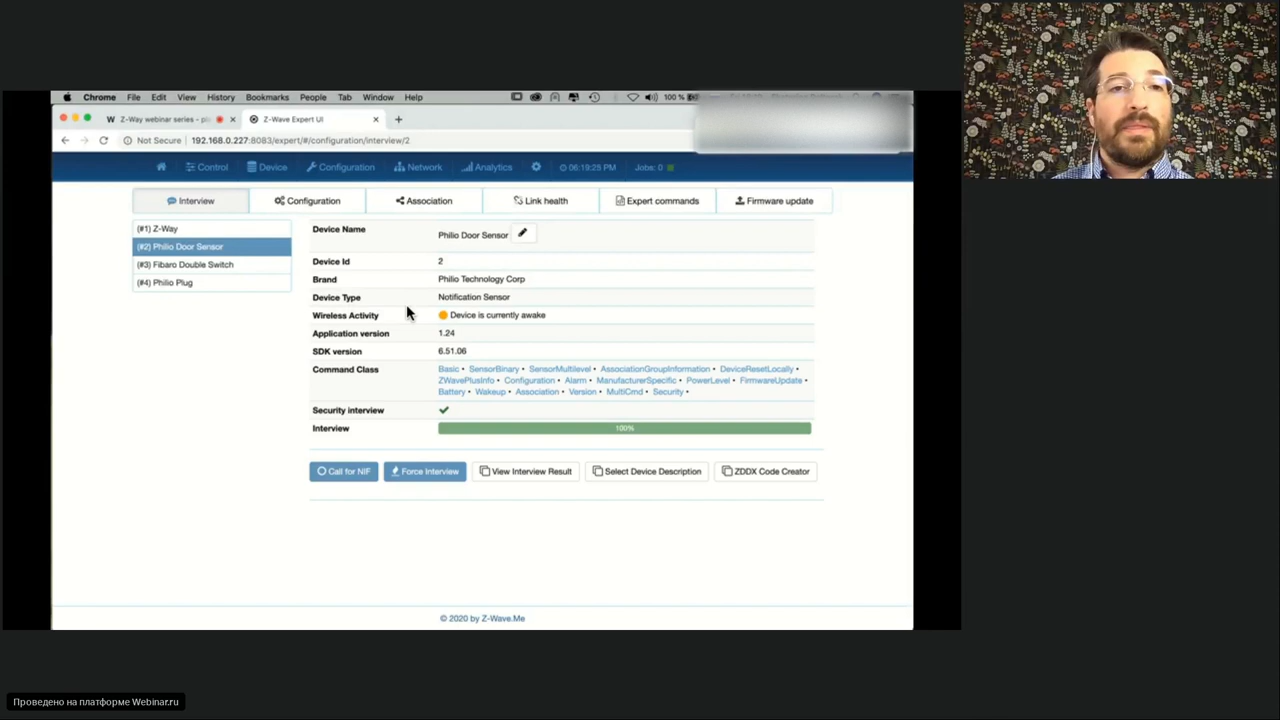 Chrome File Edit View History Bookmarks People Tab Window Help 100 %
Z-Way webinar series - pl
Z-Wave Expert UI
Not Secure 192.168.0.227:8083/expert/#/configuration/interview/2
Control Device Configuration Network Analytics 06:19:25 PM Jobs: 0
Interview Configuration Association Link health Expert commands Firmware update
(#1) Z-Way
(#2) Philio Door Sensor
(#3) Fibaro Double Switch
(#4) Philio Plug
Device Name Philio Door Sensor
Device Id 2
Brand Philio Technology Corp
Device Type Notification Sensor
Wireless Activity Device is currently awake
Application version 1.24
SDK version 6.51.06
Command Class Basic • SensorBinary • SensorMultilevel • AssociationGroupInformation • DeviceResetLocally •
ZWavePlusInfo • Configuration • Alarm • ManufacturerSpecific • PowerLevel • FirmwareUpdate •
Battery • Wakeup • Association • Version • MultiCmd • Security •
Security interview
Interview 100%
Call for NIF Force Interview View Interview Result Select Device Description ZDDX Code Creator
© 2020 by Z-Wave.Me
Проведено на платформе Webinar.ru